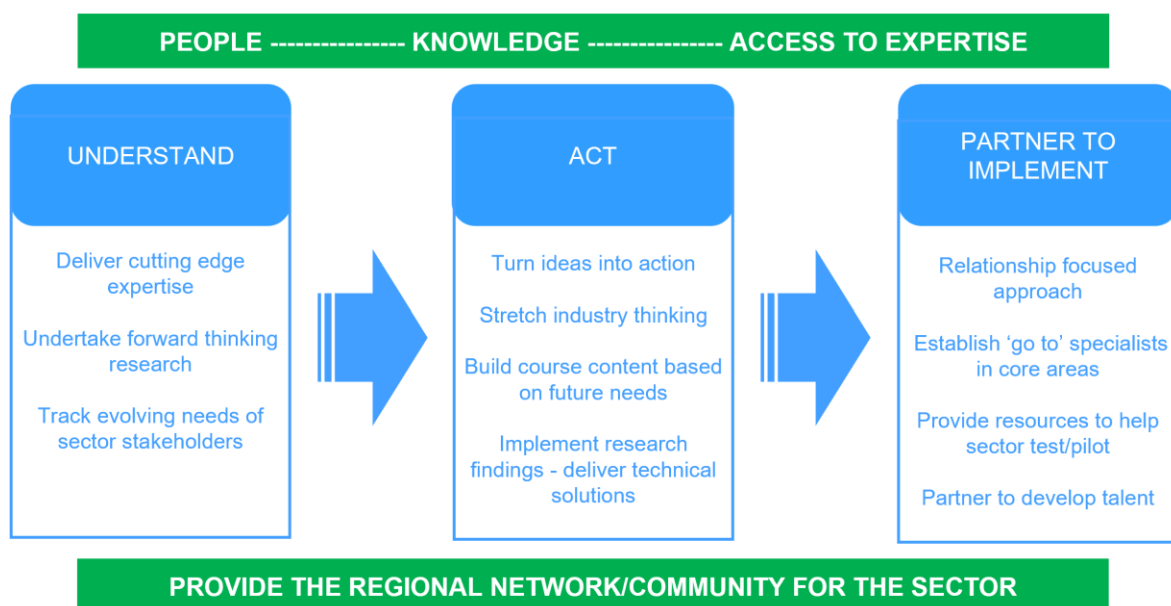 PEOPLE ---------------- KNOWLEDGE ---------------- ACCESS TO EXPERTISE
UNDERSTAND
Deliver cutting edge
expertise
Undertake forward thinking
research
Track evolving needs of
sector stakeholders
ACT
Turn ideas into action
Stretch industry thinking
Build course content based
on future needs
Implement research
findings - deliver technical
solutions
PARTNER TO
IMPLEMENT
Relationship focused
approach
Establish ‘go to’ specialists
in core areas
Provide resources to help
sector test/pilot
Partner to develop talent
PROVIDE THE REGIONAL NETWORK/COMMUNITY FOR THE SECTOR